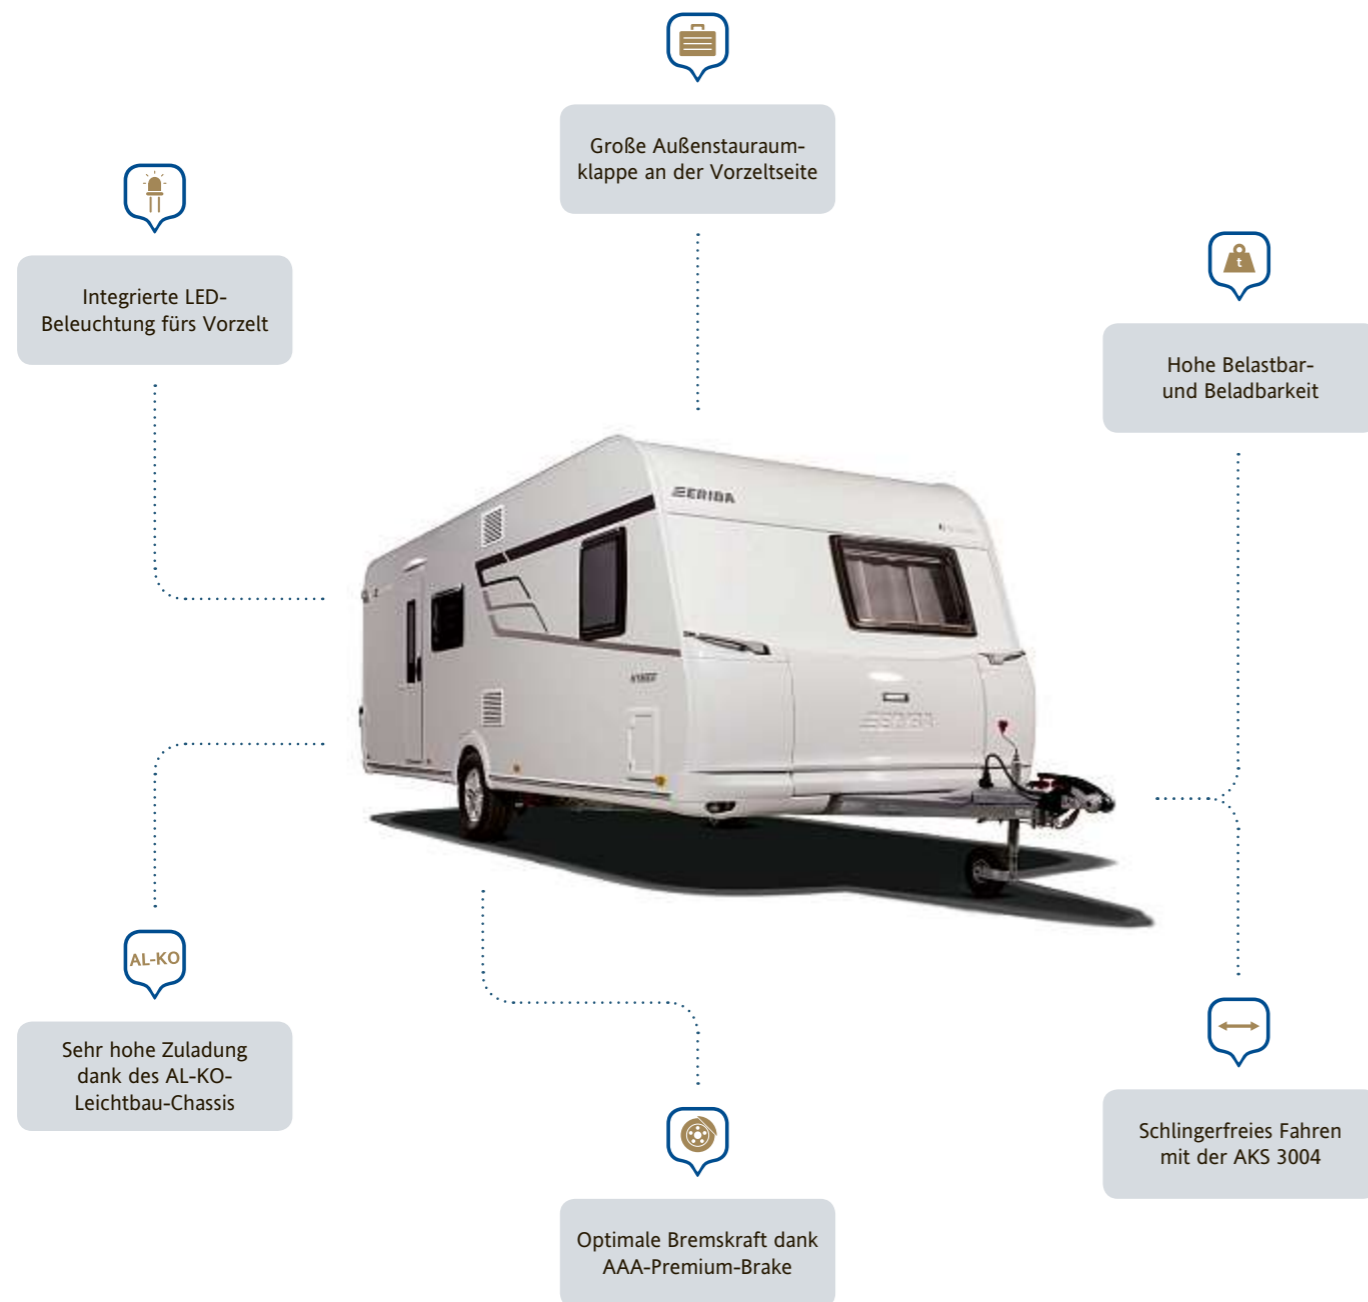 Große Außenstauraum-
klappe an der Vorzeltseite
Integrierte LED-
Beleuchtung fürs Vorzelt
t
Hohe Belastbar-
und Beladbarkeit
ERIBA
ERIBA
AL-KO
Sehr hohe Zuladung
dank des AL-KO-
Leichtbau-Chassis
Schlingerfreies Fahren
mit der AKS 3004
Optimale Bremskraft dank
AAA-Premium-Brake